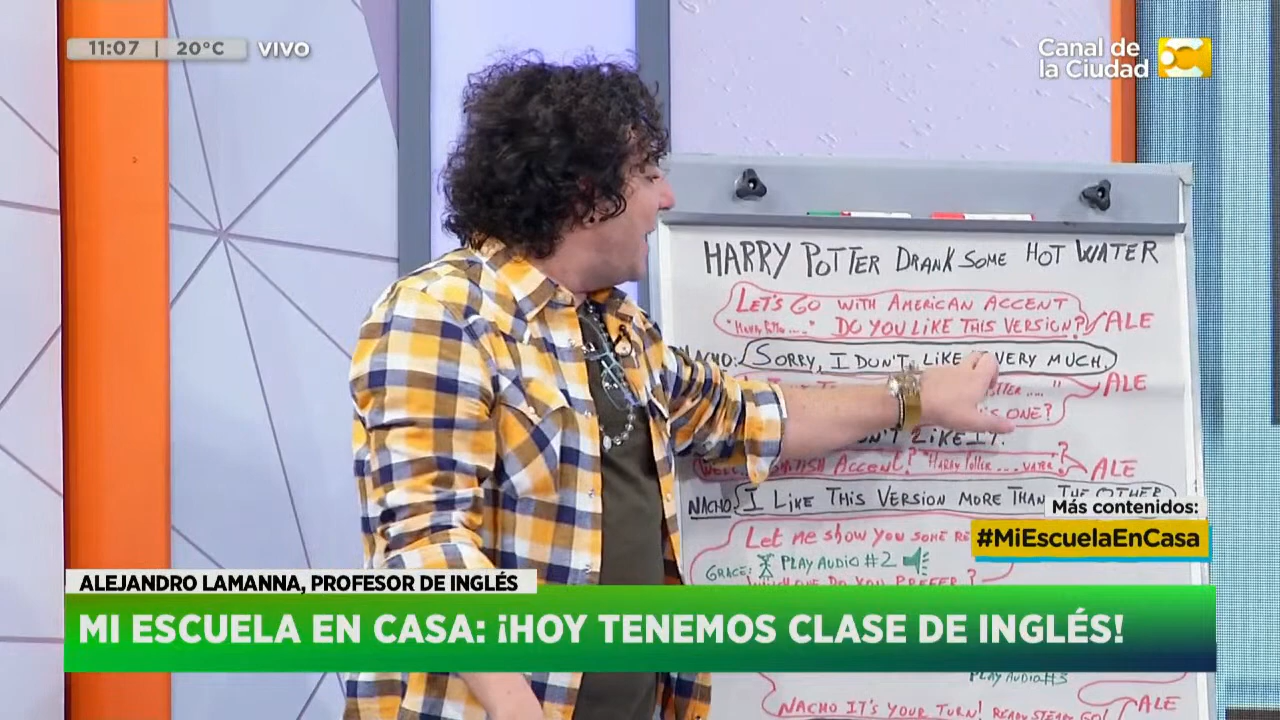 11:07 | 20°C VIVO
Canal de
la Ciudad
HARRY POTTER DRANK SOME HOT WATER
LET'S GO WITH AMERICAN ACCENT
"HARRY POTTER....." DO YOU LIKE THIS VERSION? ALE
NACHO: SORRY, I DON'T LIKE IT VERY MUCH.
ALE
ONE?
LIKE IT.
ACCENT? "HARRY POTTER .... WATER" ? ALE
NACHO: I LIKE THIS VERSION MORE THAN THE OTHER
Más contenidos:
LET ME SHOW YOU SOME
#MiEscuelaEnCasa
GRACE: PLAY AUDIO #2
WHICH ONE DO YOU PREFER?
ALEJANDRO LAMANNA, PROFESOR DE INGLÉS
MI ESCUELA EN CASA: ¡HOY TENEMOS CLASE DE INGLÉS!
PLAY AUDIO #3
ALE
NACHO IT'S YOUR TURN! READY STEADY GO!